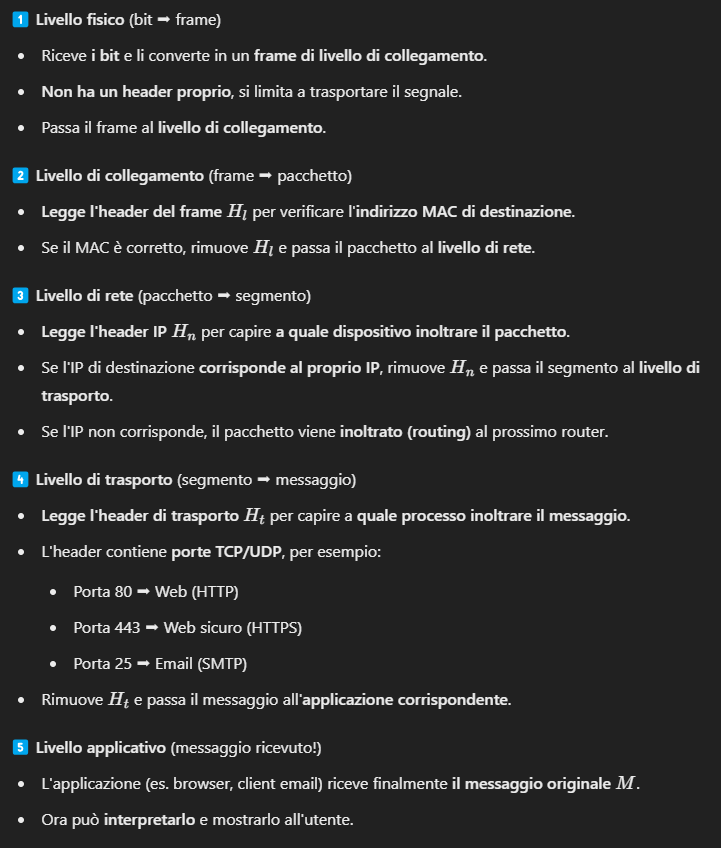 1 Livello fisico (bit ➡ frame)
• Riceve i bit e li converte in un frame di livello di collegamento.
• Non ha un header proprio, si limita a trasportare il segnale.
• Passa il frame al livello di collegamento.
2 Livello di collegamento (frame ➡ pacchetto)
• Legge l'header del frame H_l per verificare l'indirizzo MAC di destinazione.
• Se il MAC è corretto, rimuove H_l e passa il pacchetto al livello di rete.
3 Livello di rete (pacchetto ➡ segmento)
• Legge l'header IP H_n per capire a quale dispositivo inoltrare il pacchetto.
• Se l'IP di destinazione corrisponde al proprio IP, rimuove H_n e passa il segmento al livello di
trasporto.
• Se l'IP non corrisponde, il pacchetto viene inoltrato (routing) al prossimo router.
4 Livello di trasporto (segmento ➡ messaggio)
• Legge l'header di trasporto H_t per capire a quale processo inoltrare il messaggio.
• L'header contiene porte TCP/UDP, per esempio:
• Porta 80 ➡ Web (HTTP)
• Porta 443 ➡ Web sicuro (HTTPS)
• Porta 25 ➡ Email (SMTP)
• Rimuove H_t e passa il messaggio all'applicazione corrispondente.
5 Livello applicativo (messaggio ricevuto!)
• L'applicazione (es. browser, client email) riceve finalmente il messaggio originale M.
• Ora può interpretarlo e mostrarlo all'utente.